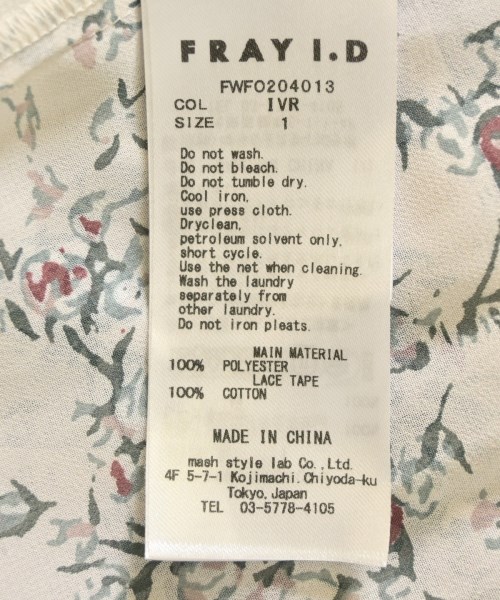 FRAY I.D
FWFO204013
COL IVR
SIZE 1
Do not wash.
Do not bleach.
Do not tumble dry.
Cool iron,
use press cloth.
Dryclean,
petroleum solvent only,
short cycle.
Use the net when cleaning.
Wash the laundry
separately from
other laundry.
Do not iron pleats.
MAIN MATERIAL
100% POLYESTER
LACE TAPE
100% COTTON
MADE IN CHINA
mash style lab Co.,Ltd.
4F 5-7-1 Kojimachi.Chiyoda-ku
Tokyo.Japan
TEL 03-5778-4105